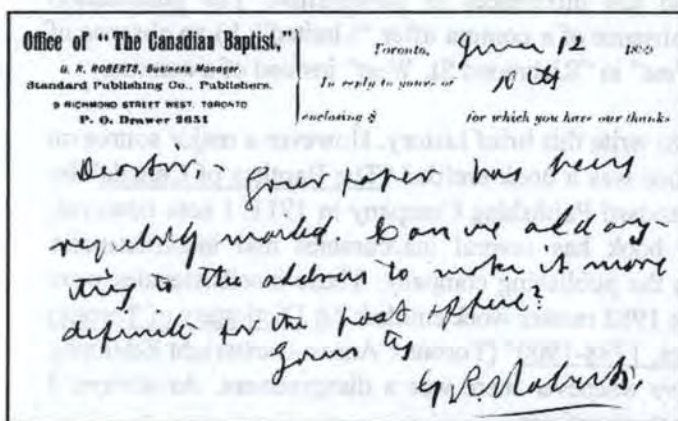 Office of "The Canadian Baptist,"
G. R. ROBERTS, Business Manager.
Standard Publishing Co., Publishers.
9 RICHMOND STREET WEST, TORONTO
P. O. Drawer 2651
Toronto, June 12
In reply to yours of
enclosing $ for which you have our thanks
Dear Sir:- Your paper has been
regularly mailed. Can we add any-
thing to the address to make it more
definite for the post office?
Yours
G. R. Roberts.